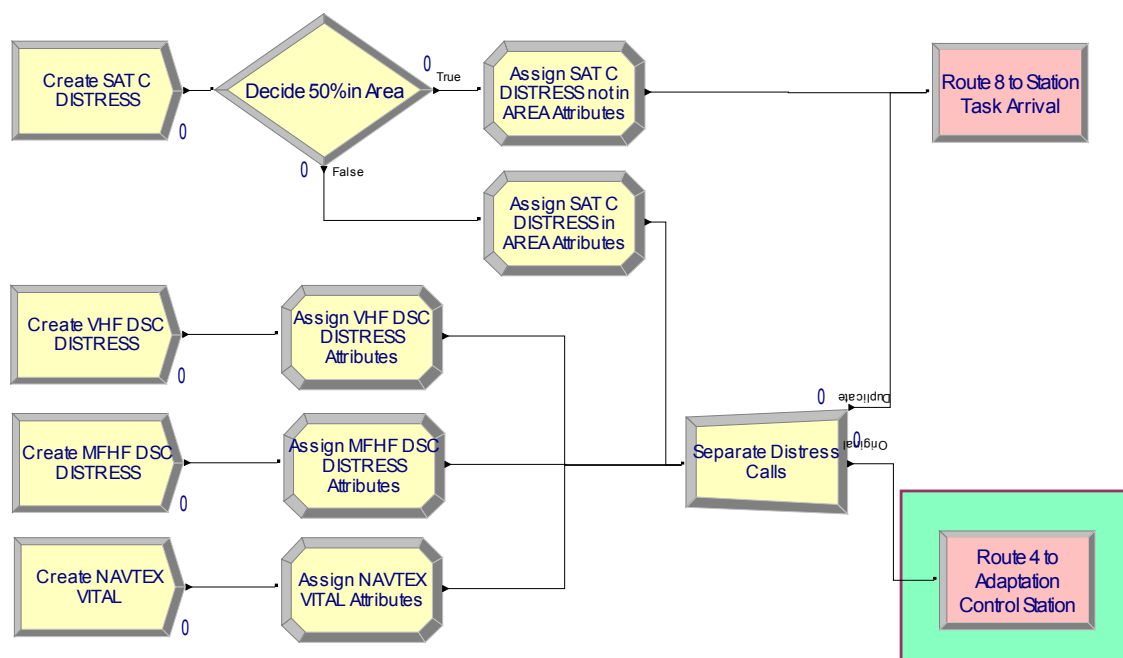 Create SAT C
DISTRESS
0
Decide 50% in Area
0
True
0
False
Assign SAT C
DISTRESS not in
AREA Attributes
Route 8 to Station
Task Arrival
Assign SAT C
DISTRESS in
AREA Attributes
Create VHF DSC
DISTRESS
0
Assign VHF DSC
DISTRESS
Attributes
Create MFHF DSC
DISTRESS
0
Assign MFHF DSC
DISTRESS
Attributes
Separate Distress
Calls
0
Duplicate
0
Original
Create NAVTEX
VITAL
0
Assign NAVTEX
VITAL Attributes
Route 4 to
Adaptation
Control Station